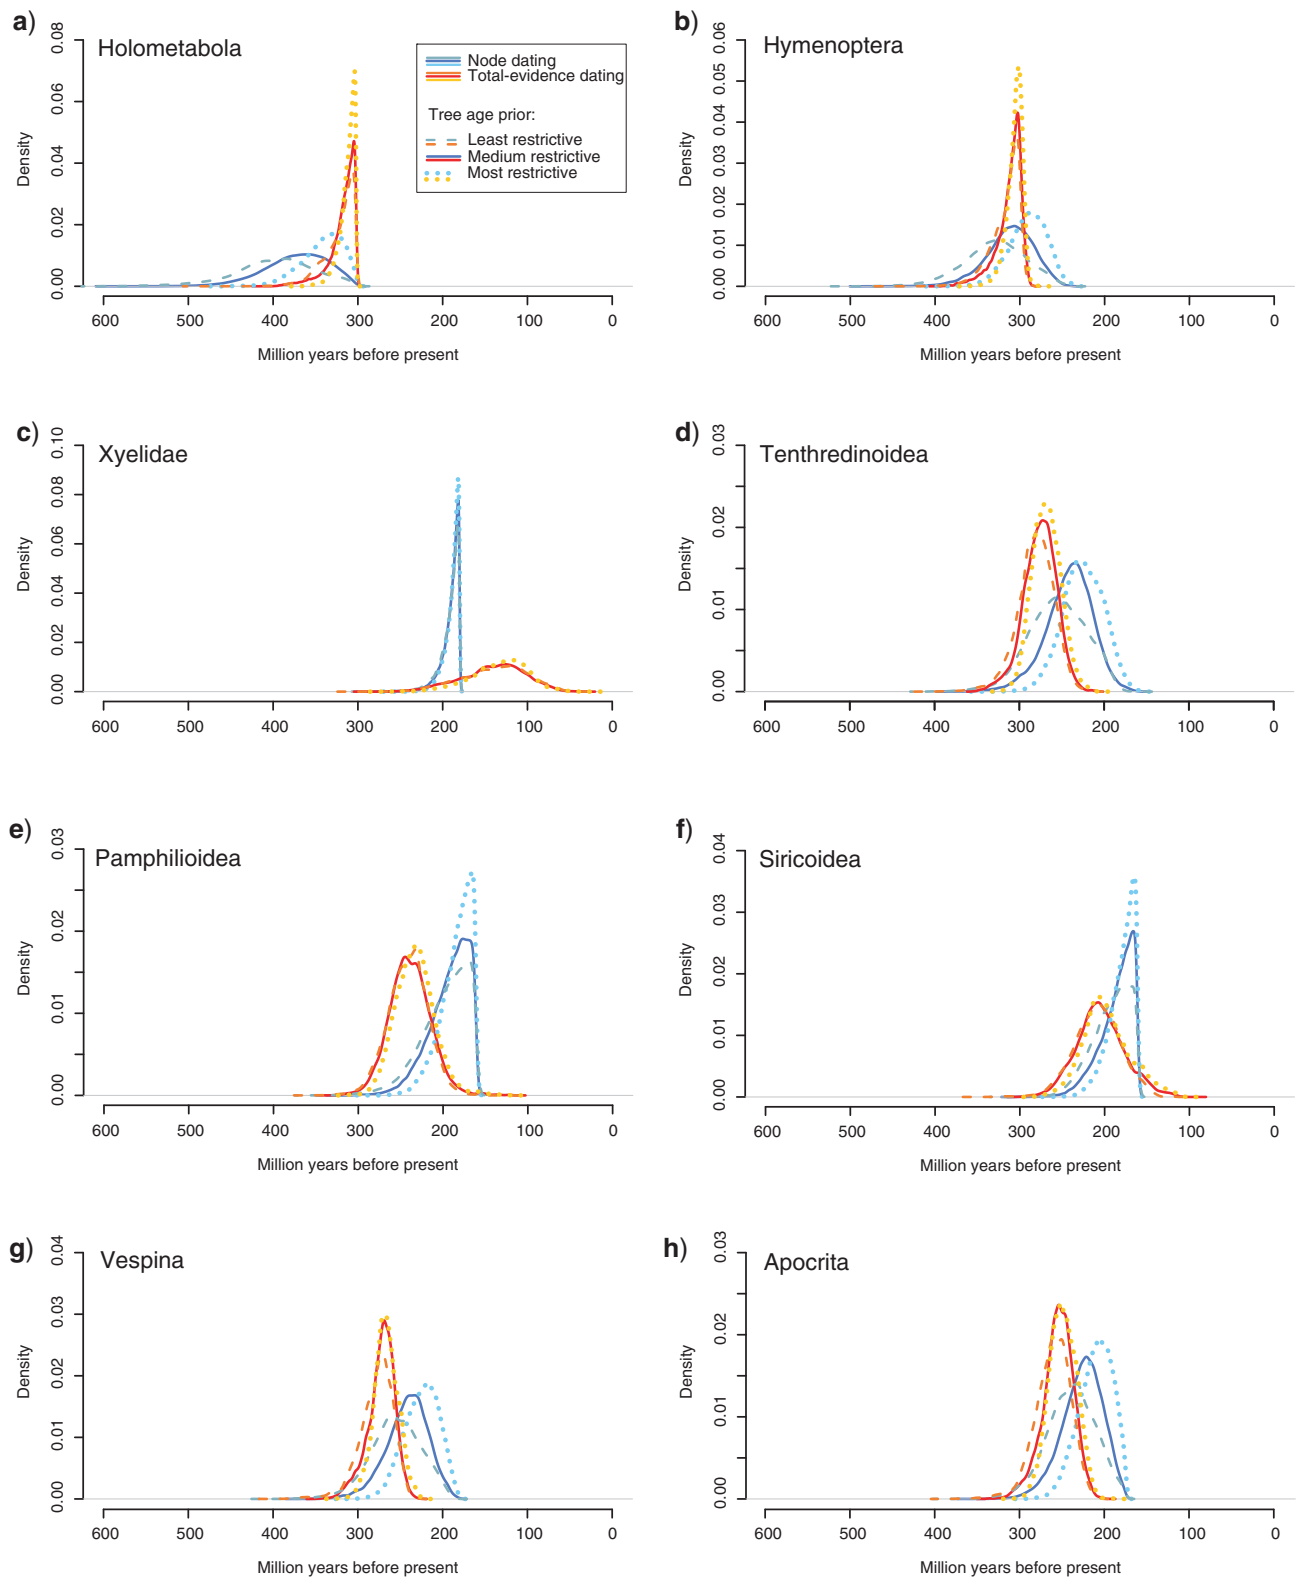 a)
Holometabola
Node dating
Total-evidence dating
Tree age prior:
Least restrictive
Medium restrictive
Most restrictive
Density
0.00 0.02 0.04 0.06 0.08
600 500 400 300 200 100 0
Million years before present
b)
Hymenoptera
Density
0.00 0.01 0.02 0.03 0.04 0.05 0.06
600 500 400 300 200 100 0
Million years before present
c)
Xyelidae
Density
0.00 0.02 0.04 0.06 0.08 0.10
600 500 400 300 200 100 0
Million years before present
d)
Tenthredinoidea
Density
0.00 0.01 0.02 0.03
600 500 400 300 200 100 0
Million years before present
e)
Pamphilioidea
Density
0.00 0.01 0.02 0.03
600 500 400 300 200 100 0
Million years before present
f)
Siricoidea
Density
0.00 0.01 0.02 0.03 0.04
600 500 400 300 200 100 0
Million years before present
g)
Vespina
Density
0.00 0.01 0.02 0.03 0.04
600 500 400 300 200 100 0
Million years before present
h)
Apocrita
Density
0.00 0.01 0.02 0.03
600 500 400 300 200 100 0
Million years before present